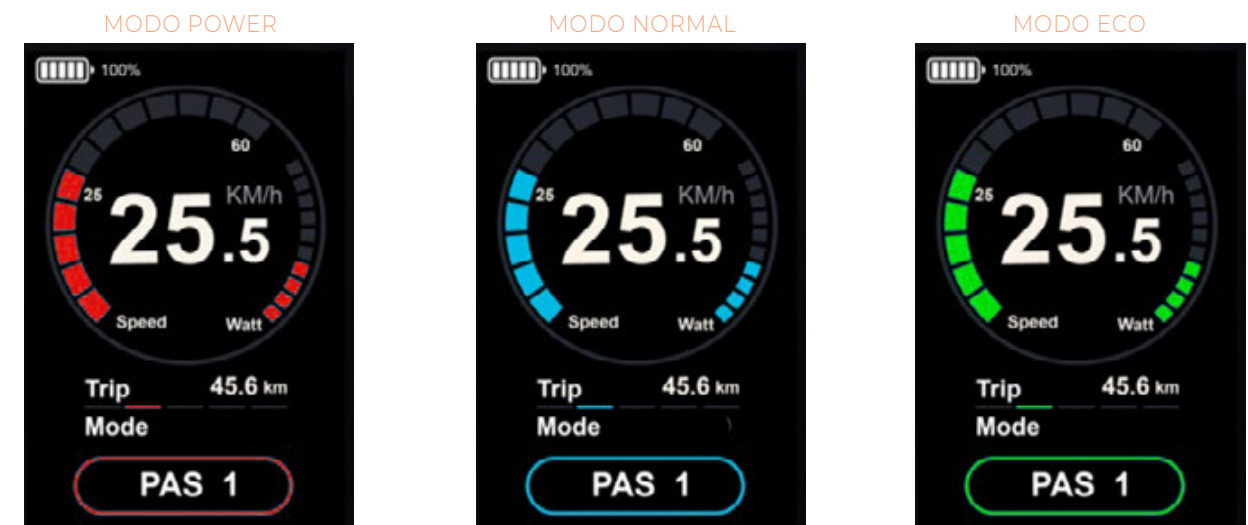 MODO POWER
100%
60
25
25.5 KM/h
Speed
Watt
Trip 45.6 km
Mode
PAS 1
MODO NORMAL
100%
60
25
25.5 KM/h
Speed
Watt
Trip 45.6 km
Mode
PAS 1
MODO ECO
100%
60
25
25.5 KM/h
Speed
Watt
Trip 45.6 km
Mode
PAS 1